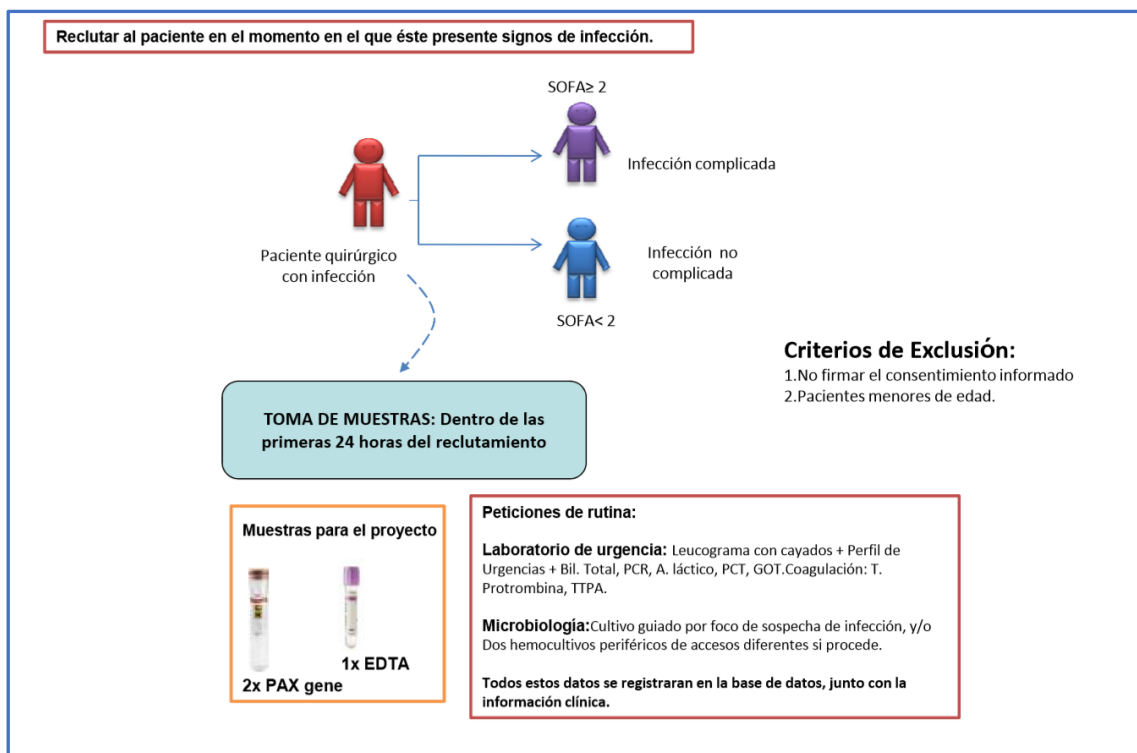 Reclutar al paciente en el momento en el que éste presente signos de infección.
SOFA≥ 2
Infección complicada
Paciente quirúrgico
con infección
Infección  no
complicada
SOFA< 2
Criterios de Exclusión:
1.No firmar el consentimiento informado
2.Pacientes menores de edad.
TOMA DE MUESTRAS: Dentro de las
primeras 24 horas del reclutamiento
Muestras para el proyecto
1x EDTA
2x PAX gene
Peticiones de rutina:
Laboratorio de urgencia: Leucograma con cayados + Perfil de
Urgencias + Bil. Total, PCR, A. láctico, PCT, GOT.Coagulación: T.
Protrombina, TTPA.
Microbiología:Cultivo guiado por foco de sospecha de infección, y/o
Dos hemocultivos periféricos de accesos diferentes si procede.
Todos estos datos se registraran en la base de datos, junto con la
información clínica.